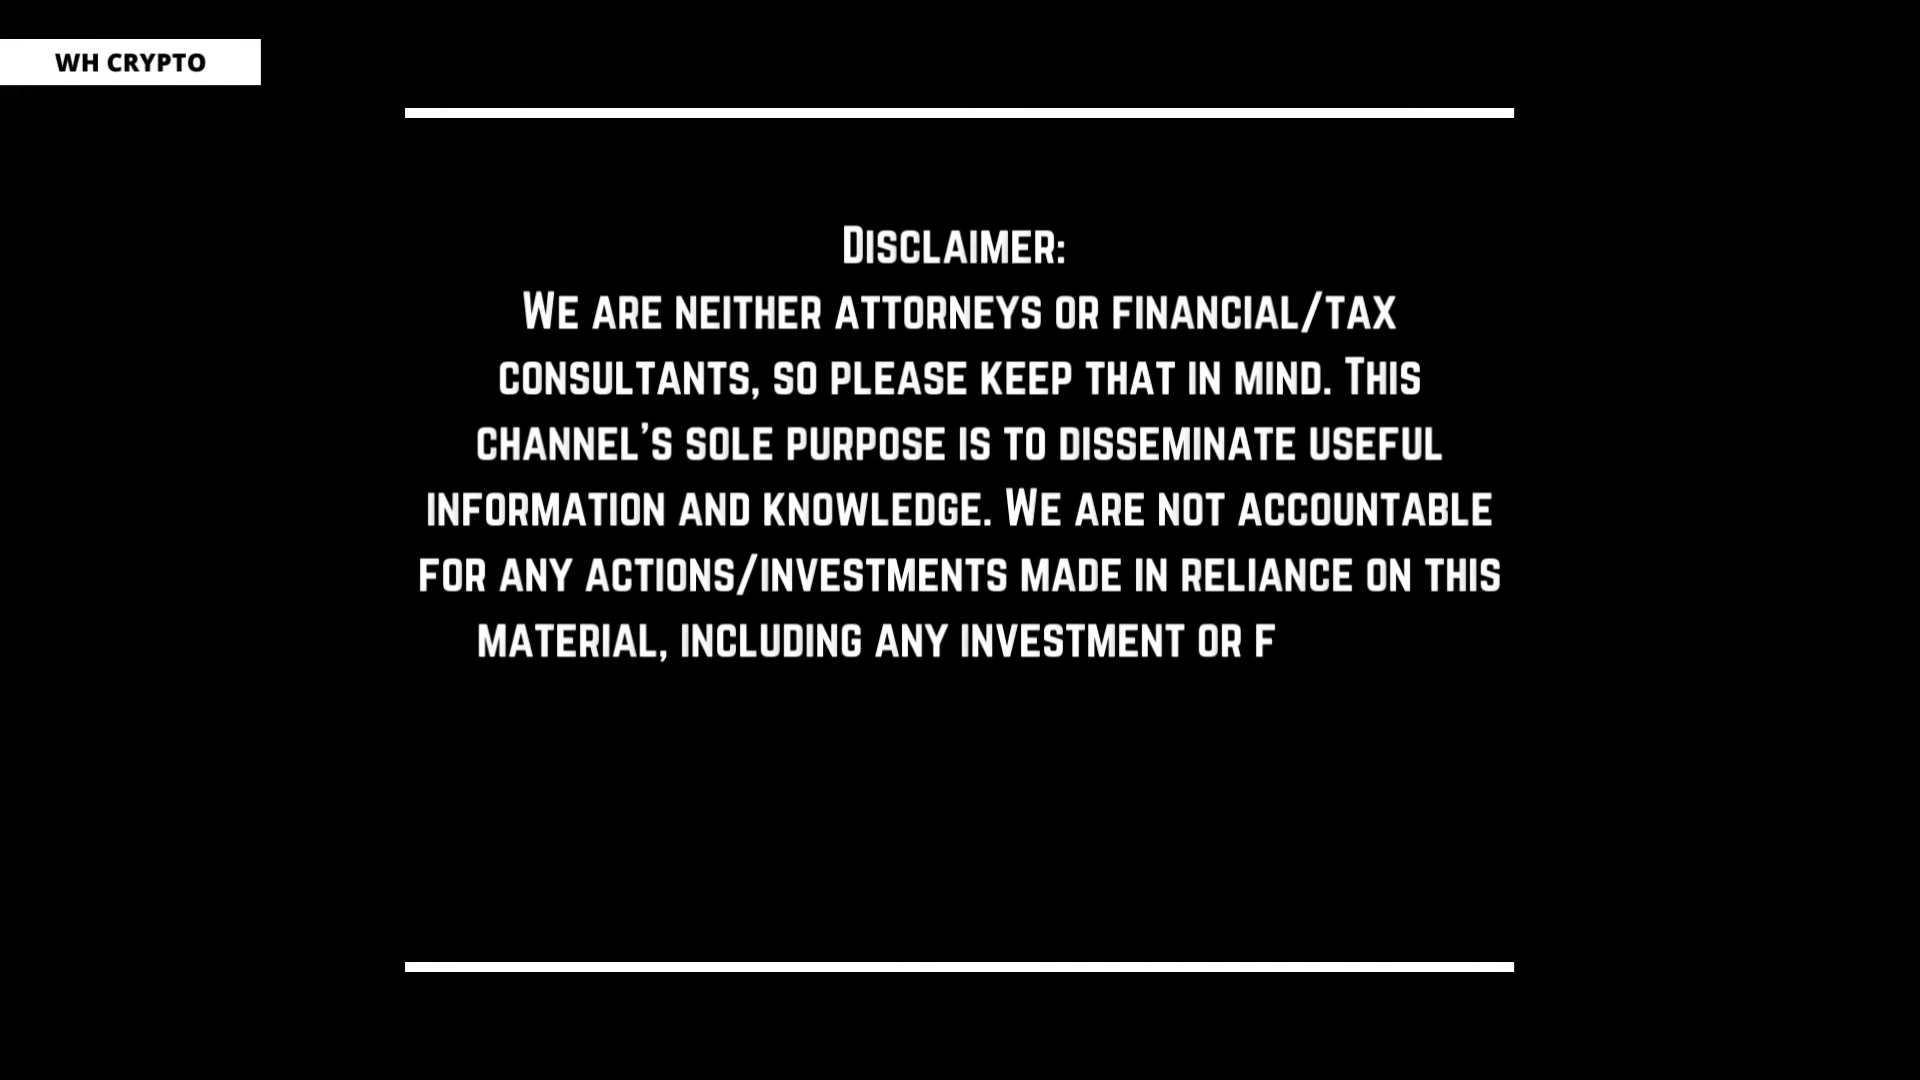 WH CRYPTO
Disclaimer:
We are neither attorneys or financial/tax
consultants, so please keep that in mind. This
channel's sole purpose is to disseminate useful
information and knowledge. We are not accountable
for any actions/investments made in reliance on this
material, including any investment or f